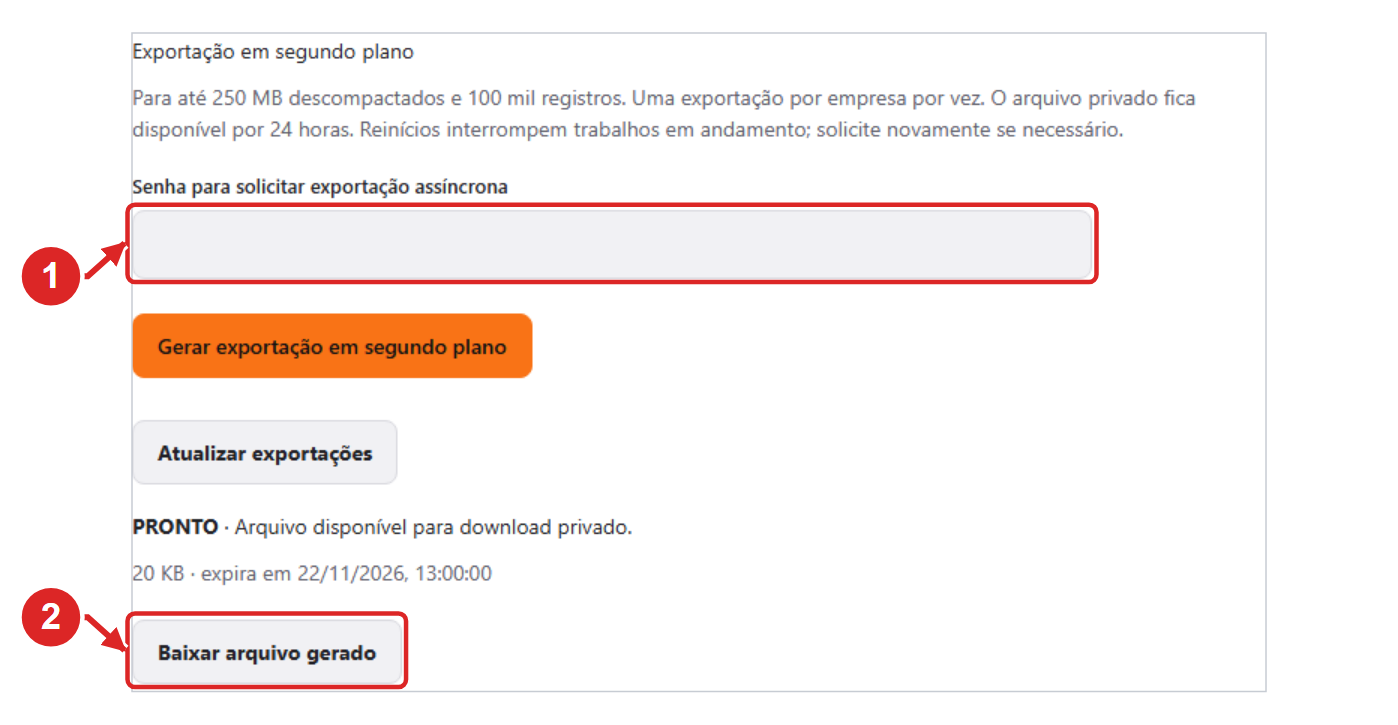 Exportação em segundo plano
Para até 250 MB descompactados e 100 mil registros. Uma exportação por empresa por vez. O arquivo privado fica
disponível por 24 horas. Reinícios interrompem trabalhos em andamento; solicite novamente se necessário.
Senha para solicitar exportação assíncrona
1
Gerar exportação em segundo plano
Atualizar exportações
PRONTO · Arquivo disponível para download privado.
20 KB · expira em 22/11/2026, 13:00:00
2
Baixar arquivo gerado